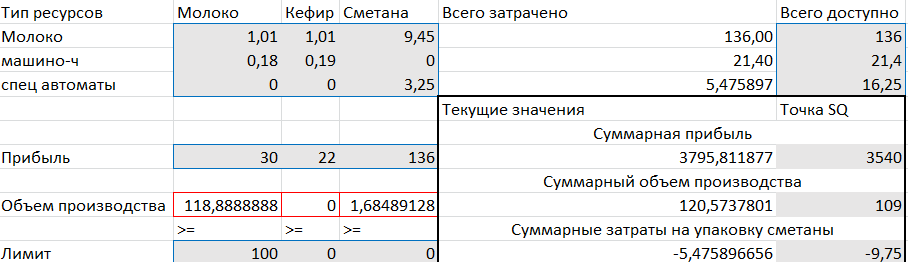 Тип ресурсов Молоко Кефир Сметана Всего затрачено Всего доступно
Молоко 1,01 1,01 9,45 136,00 136
машино-ч 0,18 0,19 0 21,40 21,4
спец автоматы 0 0 3,25 5,475897 16,25
Текущие значения Точка SQ
Суммарная прибыль
Прибыль 30 22 136 3795,811877 3540
Суммарный объем производства
Объем производства 118,8888888 0 1,68489128 120,5737801 109
>= >= >= Суммарные затраты на упаковку сметаны
Лимит 100 0 0 -5,475896656 -9,75